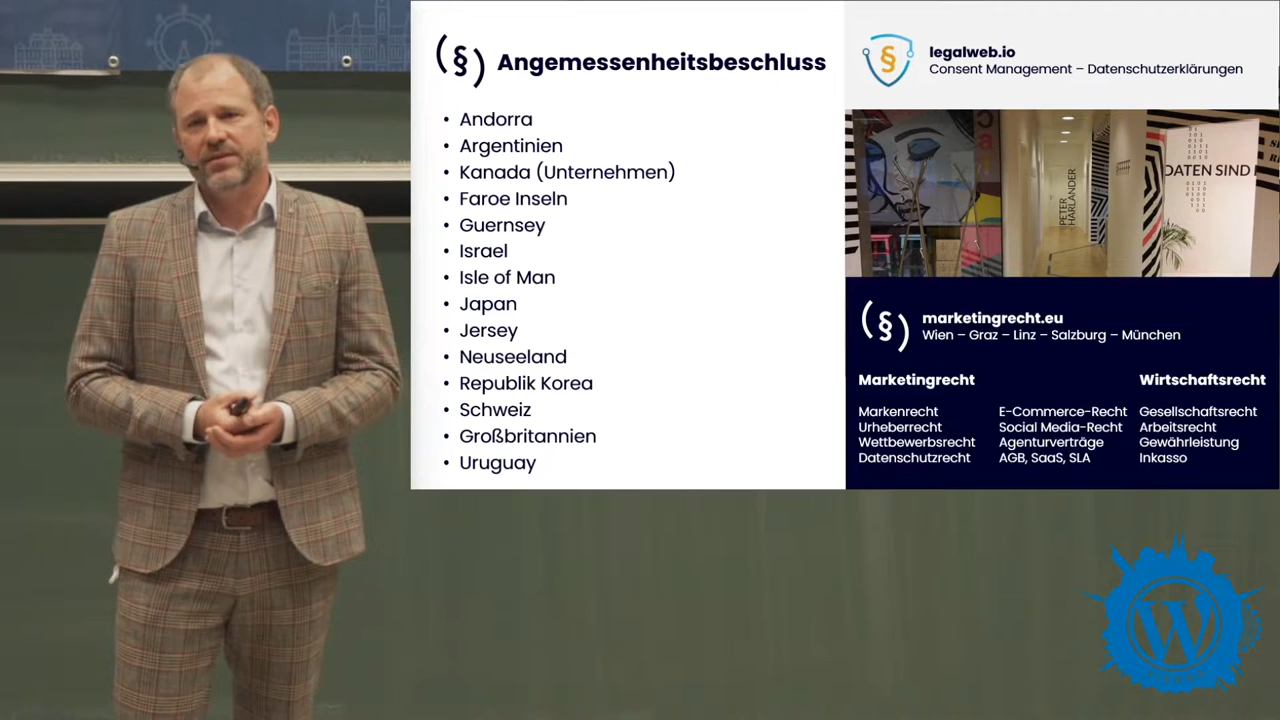 (§) Angemessenheitsbeschluss
• Andorra
• Argentinien
• Kanada (Unternehmen)
• Faroe Inseln
• Guernsey
• Israel
• Isle of Man
• Japan
• Jersey
• Neuseeland
• Republik Korea
• Schweiz
• Großbritannien
• Uruguay
§
legalweb.io
Consent Management – Datenschutzerklärungen
PETER
HARLANDER
DATEN SIND
(§)
marketingrecht.eu
Wien – Graz – Linz – Salzburg – München
Marketingrecht
Markenrecht
Urheberrecht
Wettbewerbsrecht
Datenschutzrecht
E-Commerce-Recht
Social Media-Recht
Agenturverträge
AGB, SaaS, SLA
Wirtschaftsrecht
Gesellschaftsrecht
Arbeitsrecht
Gewährleistung
Inkasso
W